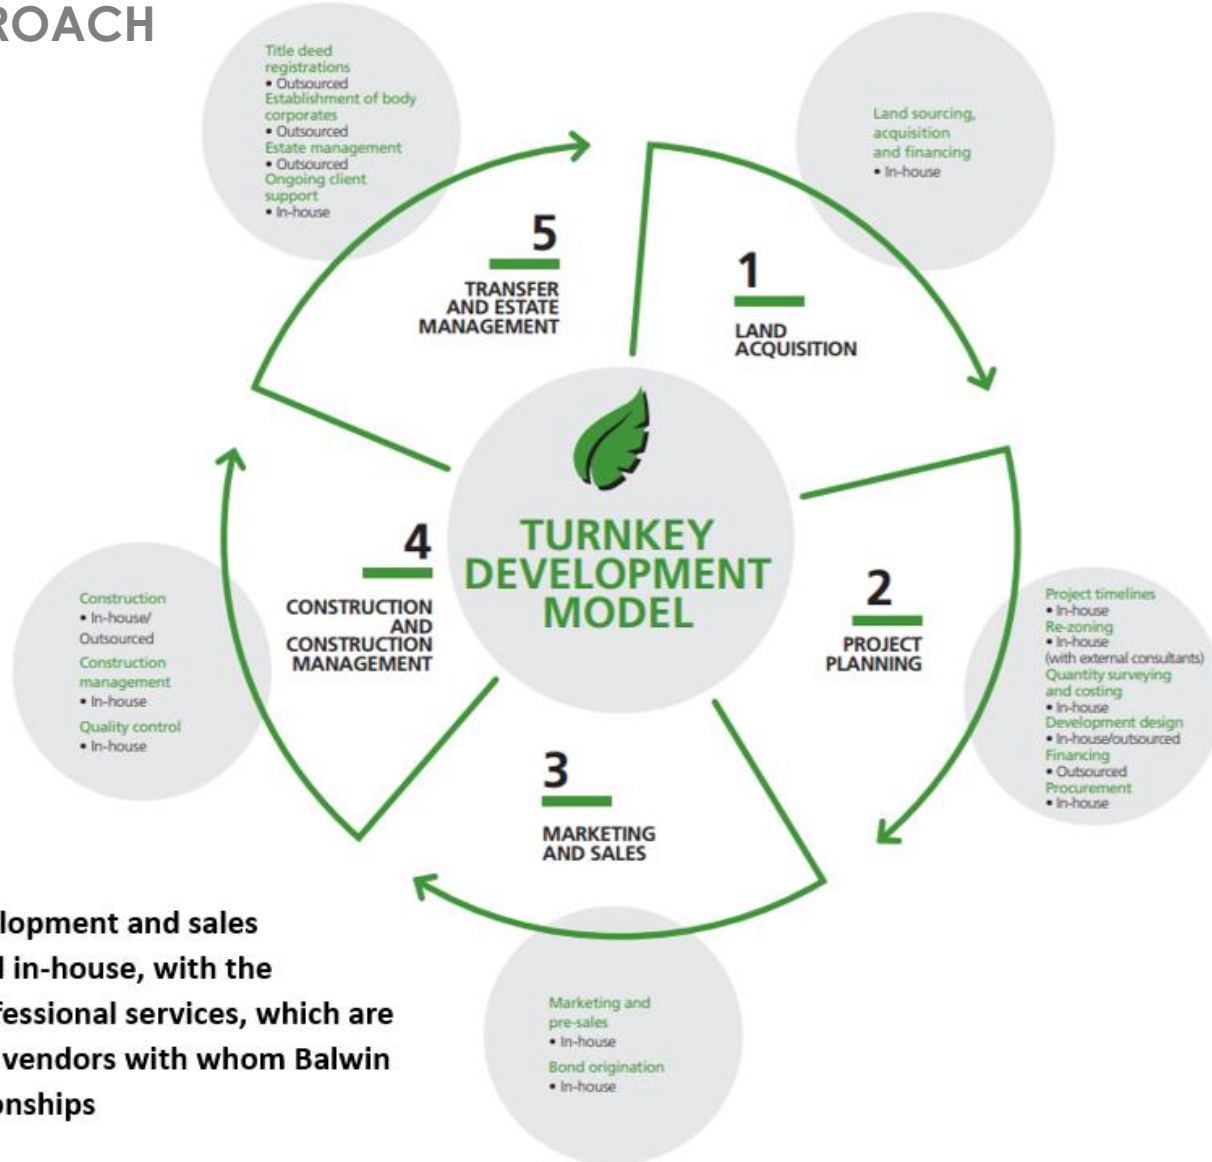 ROACH
Title deed
registrations
• Outsourced
Establishment of body
corporates
• Outsourced
Estate management
• Outsourced
Ongoing client
support
• In-house
5
TRANSFER
AND ESTATE
MANAGEMENT
Land sourcing,
acquisition
and financing
• In-house
1
LAND
ACQUISITION
TURNKEY
DEVELOPMENT
MODEL
2
PROJECT
PLANNING
Project timelines
• In-house
Re-zoning
• In-house
(with external consultants)
Quantity surveying
and costing
• In-house
Development design
• In-house/outsourced
Financing
• Outsourced
Procurement
• In-house
4
CONSTRUCTION
AND
CONSTRUCTION
MANAGEMENT
Construction
• In-house/
Outsourced
Construction
management
• In-house
Quality control
• In-house
3
MARKETING
AND SALES
Marketing and
pre-sales
• In-house
Bond origination
• In-house
lopment and sales
in-house, with the
fessional services, which are
vendors with whom Balwin
onships